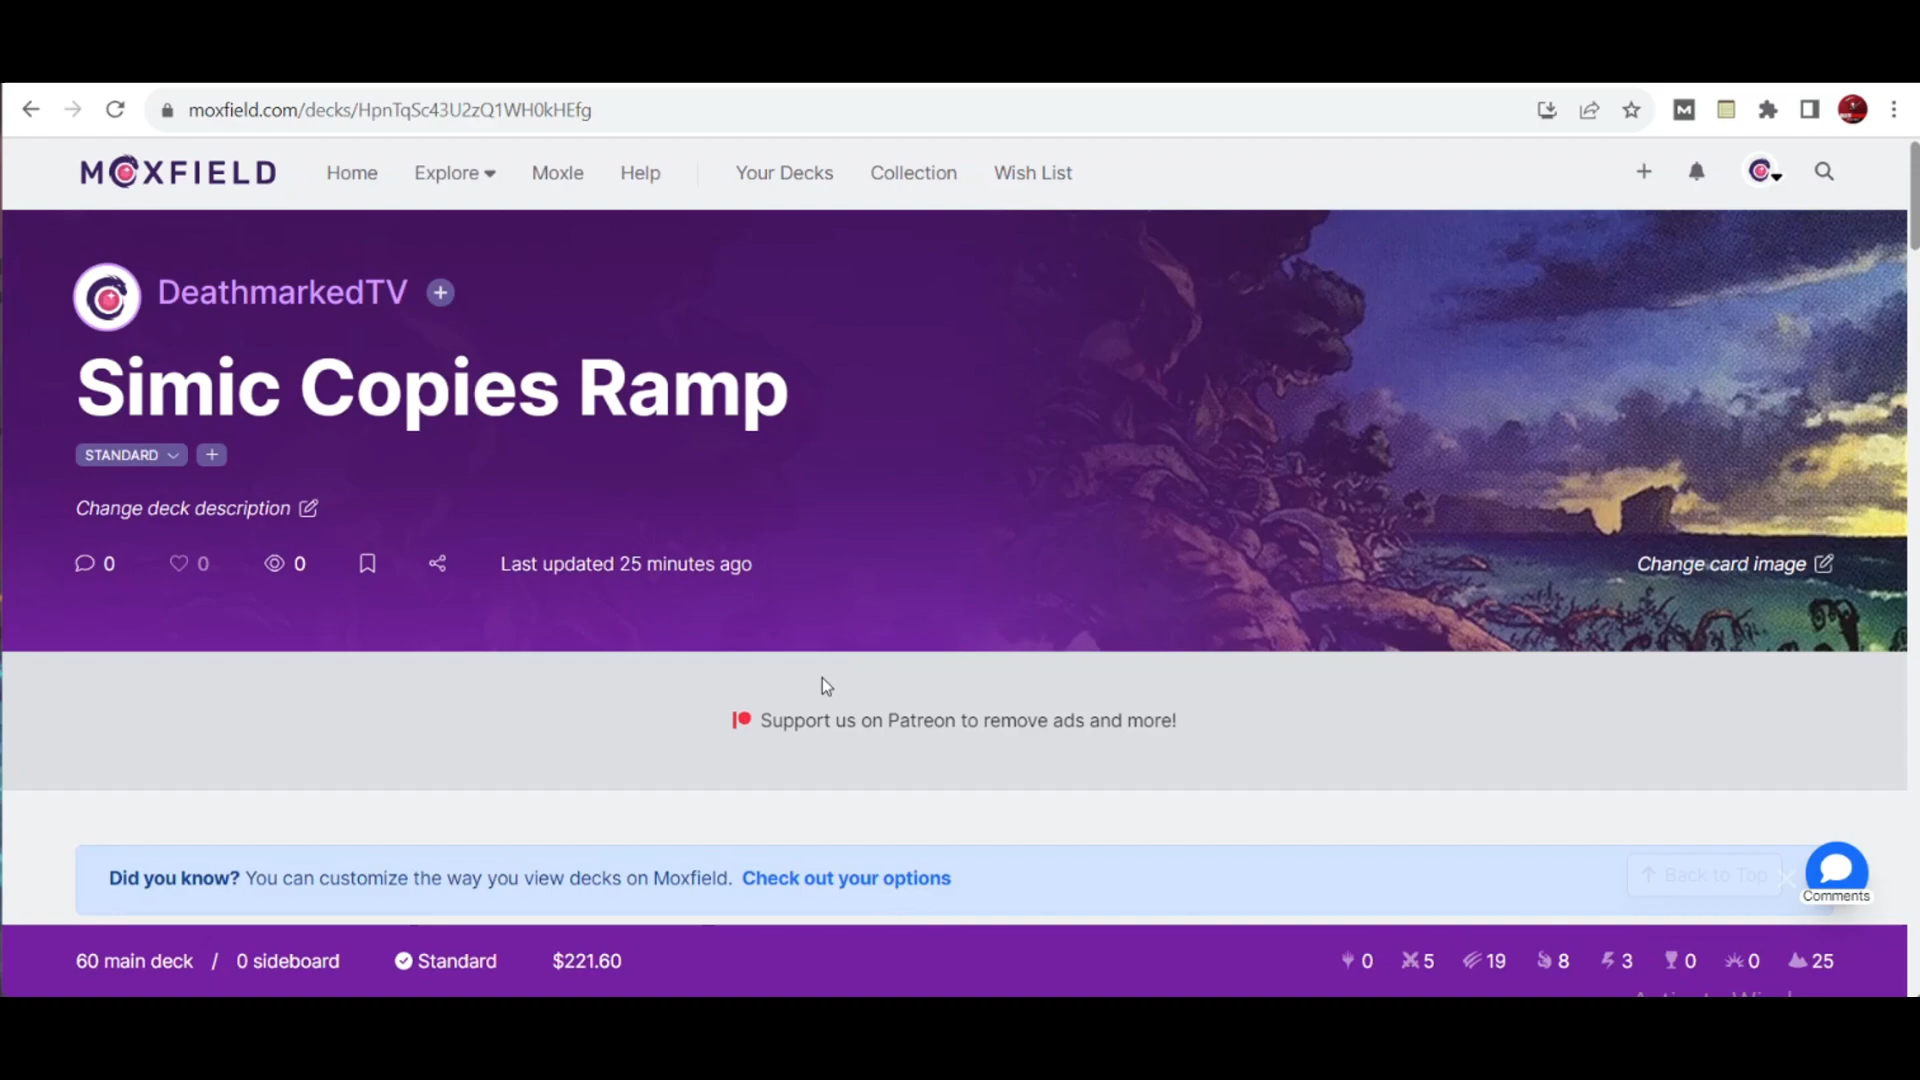 moxfield.com/decks/HpnTqSc43U2zQ1WH0kHEfg
MOXFIELD Home Explore Moxle Help Your Decks Collection Wish List
DeathmarkedTV
Simic Copies Ramp
STANDARD
Change deck description
0 0 0 Last updated 25 minutes ago Change card image
Support us on Patreon to remove ads and more!
Did you know? You can customize the way you view decks on Moxfield. Check out your options
Back to Top
Comments
60 main deck / 0 sideboard Standard $221.60 0 5 19 8 3 0 0 25